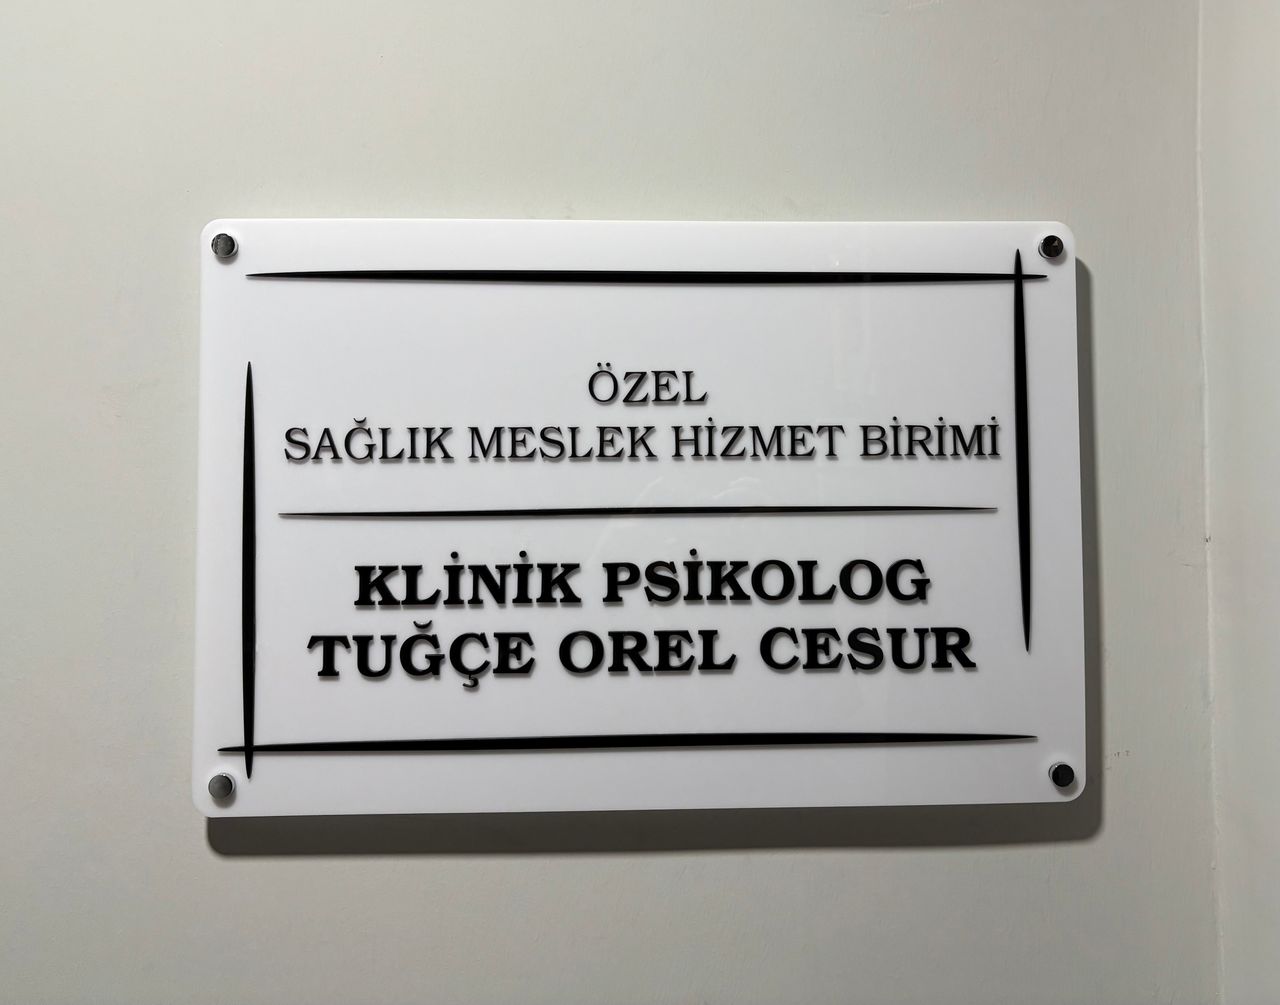 ÖZEL
SAĞLIK MESLEK HİZMET BİRİMİ
KLİNİK PSİKOLOG
TUĞÇE OREL CESUR